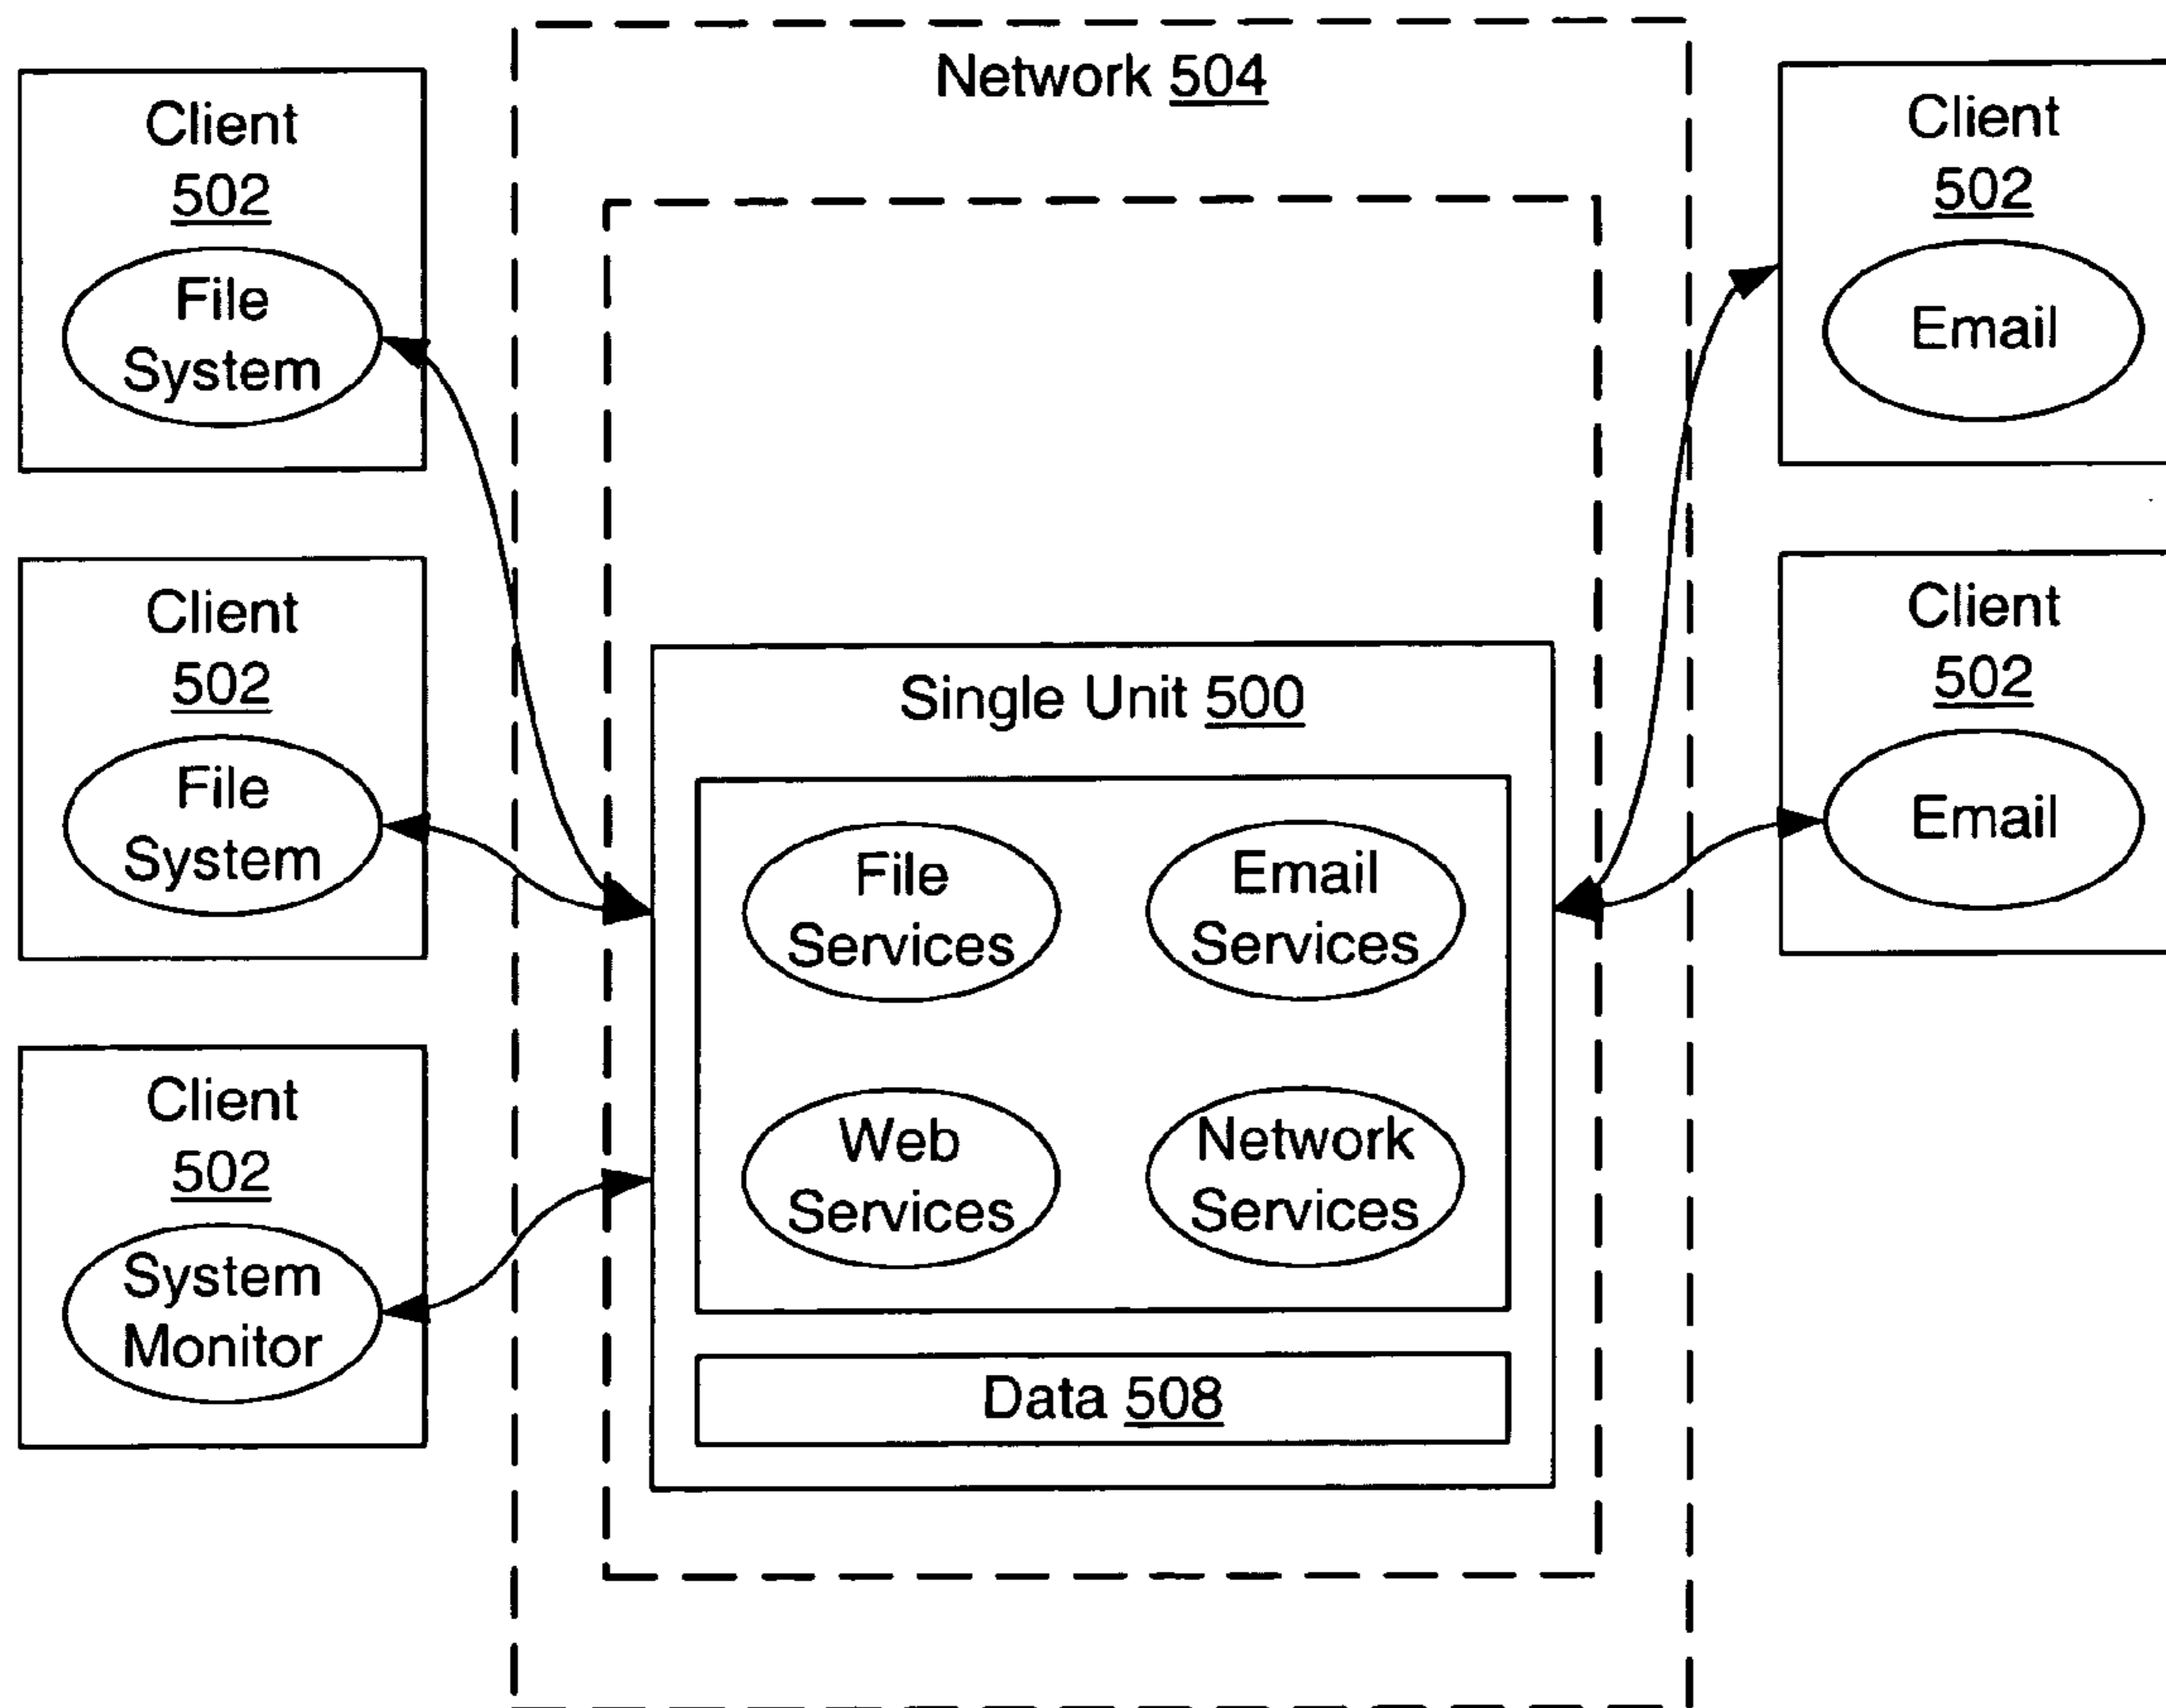 Network 504
Client
502
File
System
Client
502
File
System
Client
502
System
Monitor
Single Unit 500
File
Services
Email
Services
Web
Services
Network
Services
Data 508
Client
502
Email
Client
502
Email